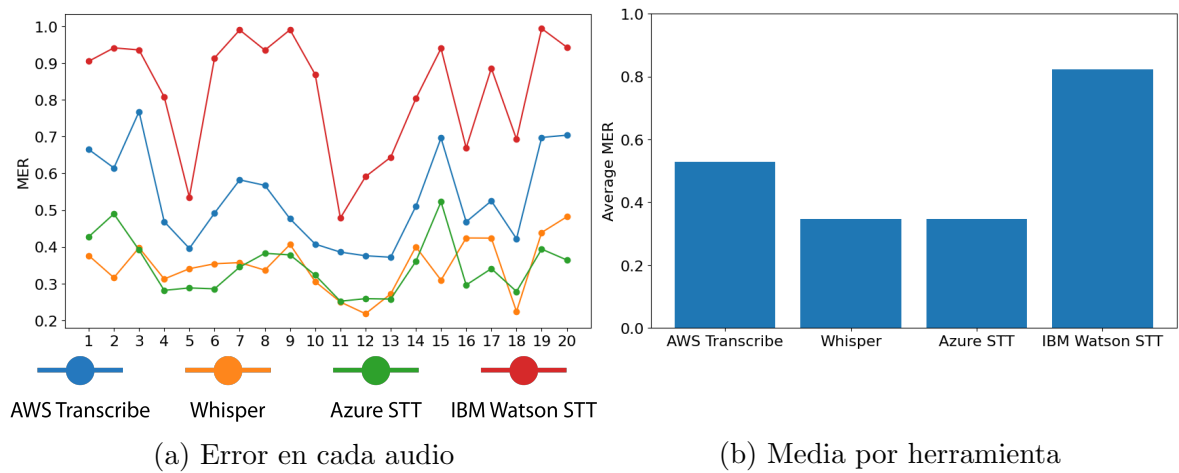 1.0
0.9
0.8
0.7
0.6
0.5
0.4
0.3
0.2
MER
1 2 3 4 5 6 7 8 9 10 11 12 13 14 15 16 17 18 19 20
AWS Transcribe Whisper Azure STT IBM Watson STT
(a) Error en cada audio
1.0
0.8
0.6
0.4
0.2
0.0
Average MER
AWS Transcribe Whisper Azure STT IBM Watson STT
(b) Media por herramienta